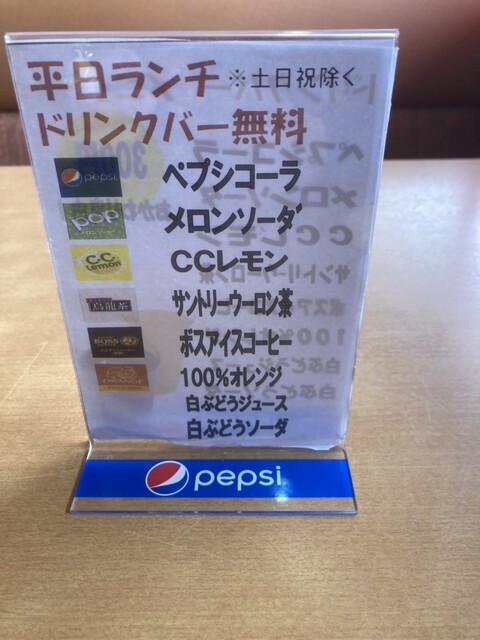 平日ランチ ※土日祝除く
ドリンクバー無料
pepsi ペプシコーラ
POP メロンソーダ
C.C. Lemon CCレモン
烏龍茶 サントリーウーロン茶
BOSS ボスアイスコーヒー
ORANGE 100%オレンジ
白ぶどうジュース
白ぶどうソーダ
pepsi